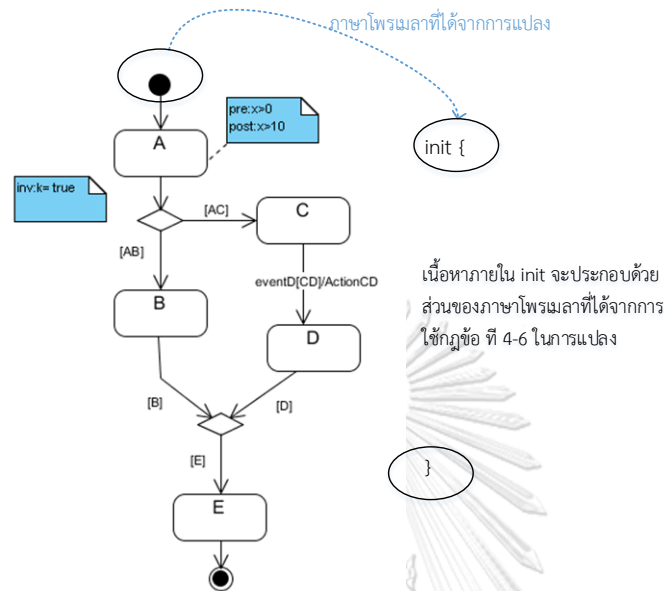 ภาษาโพรเมลาที่ได้จากการแปลง
pre:x>0
post:x>10
A
init {
inv:k= true
[AC]
C
[AB]
eventD[CD]/ActionCD
เนื้อหาภายใน init จะประกอบด้วย
ส่วนของภาษาโพรเมลาที่ได้จากการ
ใช้กฎข้อ ที่ 4-6 ในการแปลง
B
D
[B]
[D]
[E]
}
E